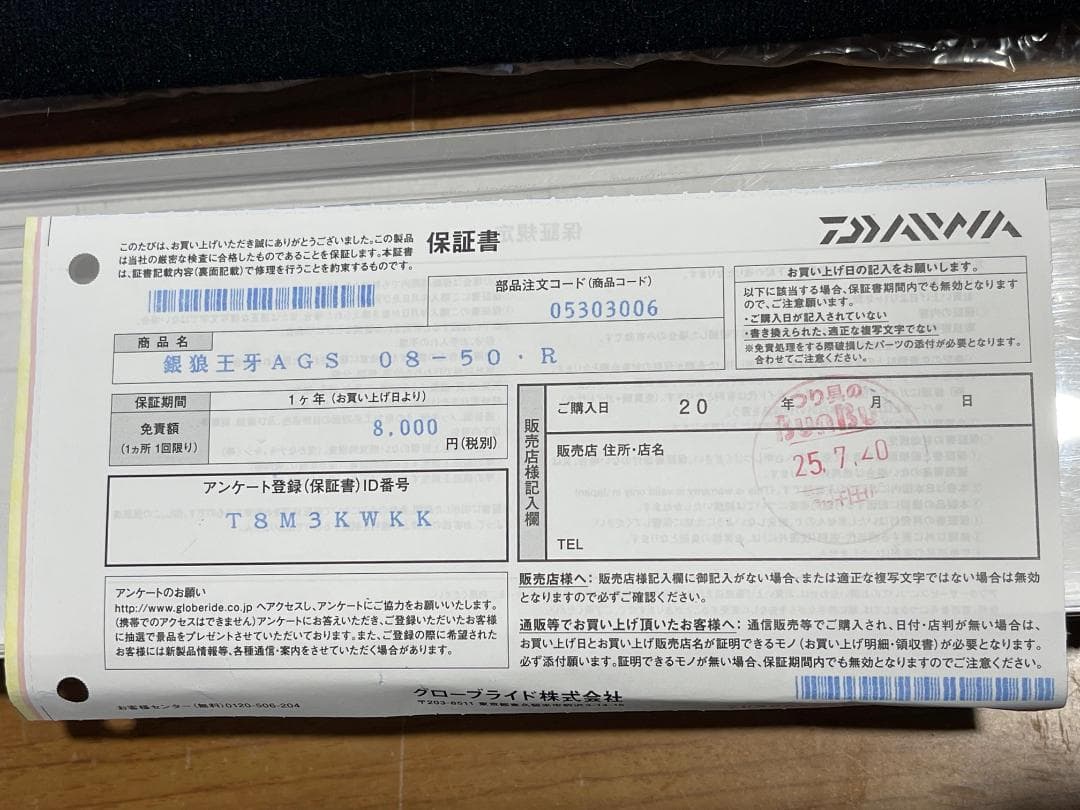 このたびは、お買い上げいただき誠にありがとうございました。この製品
は当社の厳密な検査に合格したものであることを保証します。本証書
は、証書記載内容(裏面記載)で修理を行うことを約束するものです。
保証書
DAIWA
部品注文コード(商品コード)
05303006
お買い上げ日の記入をお願いします。
以下に該当する場合、保証書期間内でも無効となります
ので、ご注意願います。
・ご購入日が記入されていない
・書き換えられた、適正な複写文字でない
※免責処理をする際破損したパーツの添付が必要となります。
合わせてご注意ください。
商品名
銀狼王牙AGS 08-50・R
保証期間
1ヶ年(お買い上げ日より)
免責額
(1ヵ所 1回限り)
8,000
円(税別)
アンケート登録(保証書)ID番号
T8M3KWKK
販売店様記入欄
ご購入日 20 年 月 日
販売店 住所・店名
つり具の
BunBu
25.7.20
TEL
アンケートのお願い
http://www.globeride.co.jp へアクセスし、アンケートにご協力をお願いいたします。
(携帯でのアクセスはできません)アンケートにお答えいただき、ご登録いただいたお客様
に抽選で景品をプレゼントさせていただいております。また、ご登録の際に希望された
お客様には新製品情報等、各種通信・案内をさせていただく場合があります。
販売店様へ:販売店様記入欄に御記入がない場合、または適正な複写文字ではない場合は無効
となりますので必ずご確認ください。
通販等でお買い上げ頂いたお客様へ:通信販売等でご購入され、日付・店判が無い場合は、
お買い上げ日とお買い上げ販売店名が証明できるモノ(お買い上げ明細・領収書)が必要となります。
必ず添付願います。証明できるモノが無い場合、保証期間内でも無効となりますのでご注意ください。
お客様センター(無料)0120-506-204
グローブライド株式会社
〒203-8511 東京都東久留米市前沢3-14-16